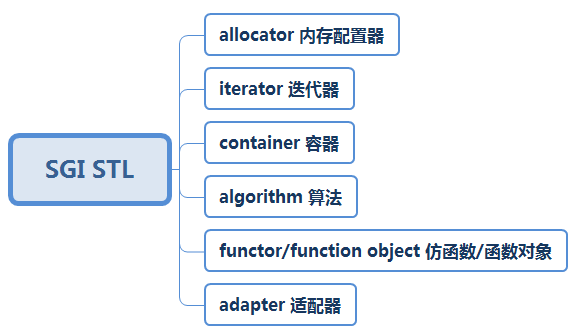 SGI STL
allocator 内存配置器
iterator 迭代器
container 容器
algorithm 算法
functor/function object 仿函数/函数对象
adapter 适配器